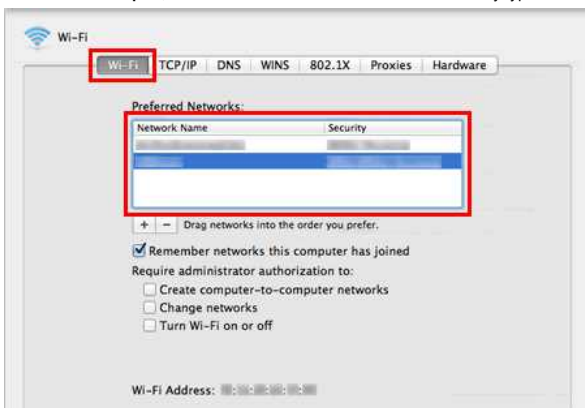 Wi-Fi
Wi-Fi TCP/IP DNS WINS 802.1X Proxies Hardware
Preferred Networks:
Network Name Security
+ − Drag networks into the order you prefer.
Remember networks this computer has joined
Require administrator authorization to:
Create computer-to-computer networks
Change networks
Turn Wi-Fi on or off
Wi-Fi Address: